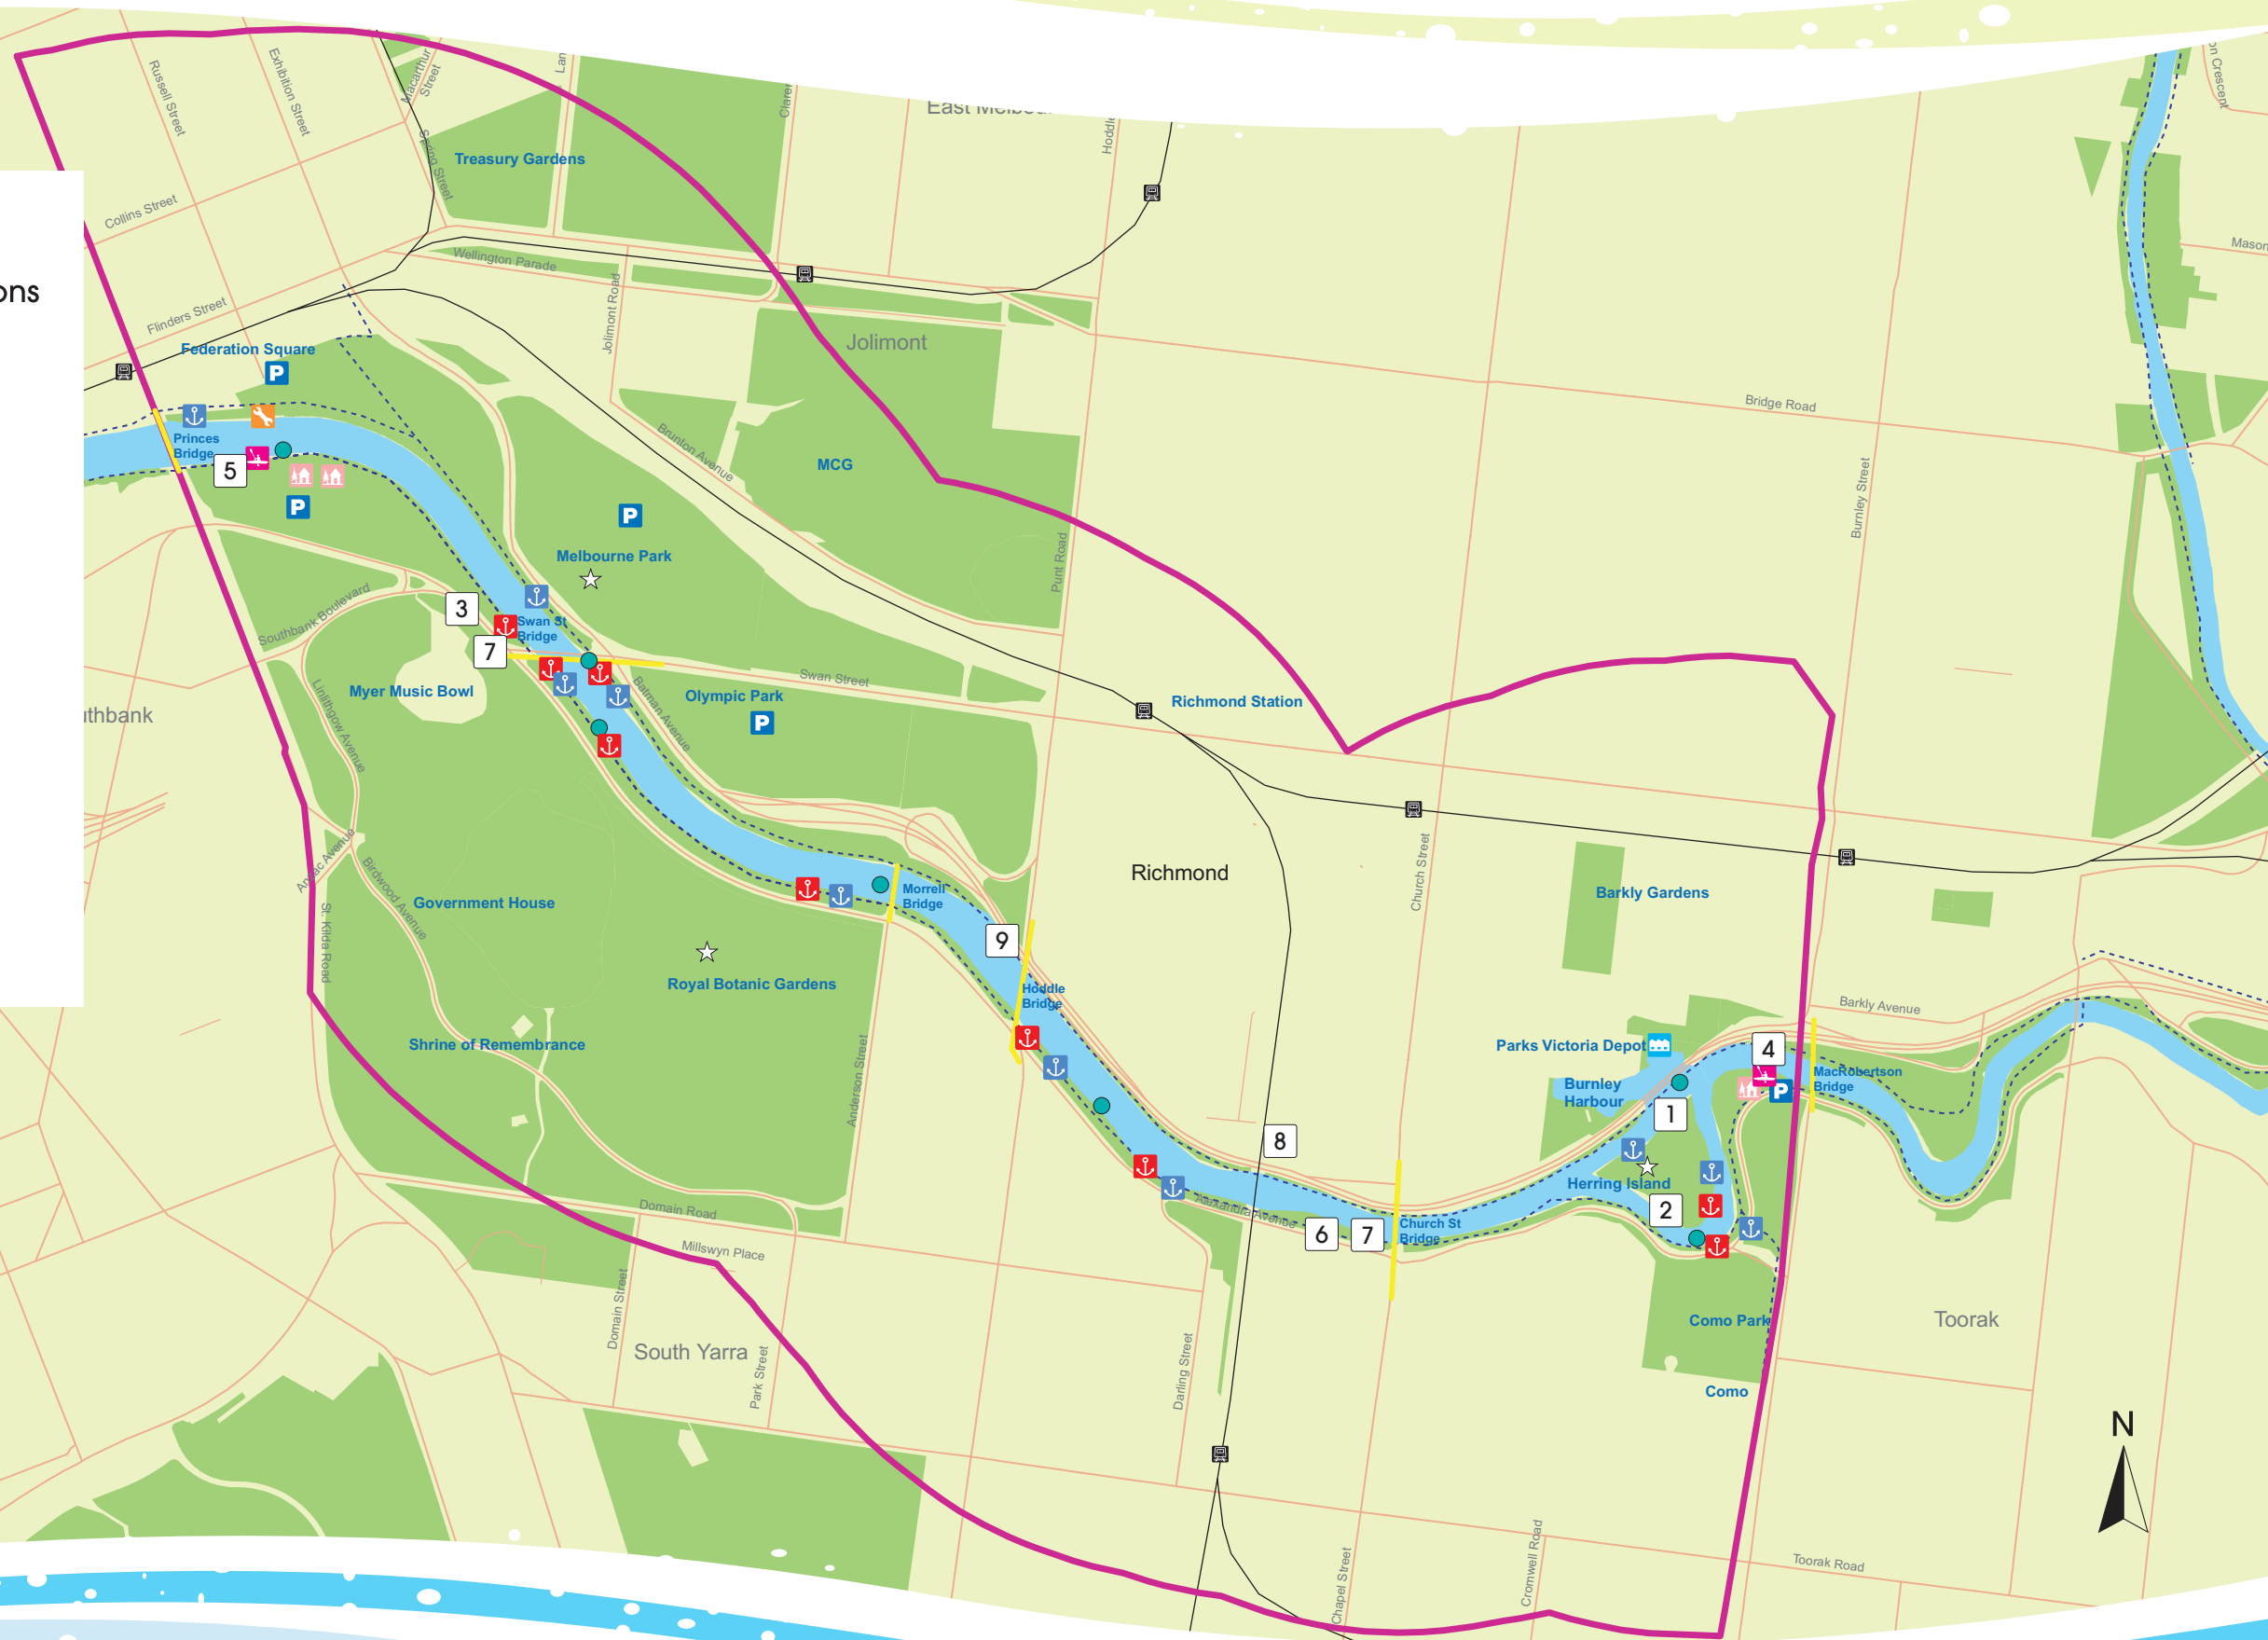 Russell Street
Exhibition Street
Macarthur
Street
Lan
Clarer
Hoddle
on Crescent
Treasury Gardens
Spring Street
Collins Street
Mason
Wellington Parade
ons
Flinders Street
Jolimont Road
Federation Square
P
Jolimont
Bridge Road
Princes
Bridge
5
Brunton Avenue
MCG
Burnley Street
P
P
Melbourne Park
Punt Road
3
Southbank Boulevard
Swan St
Bridge
7
Swan Street
Myer Music Bowl
Olympic Park
P
Richmond Station
uthbank
Linlithgow Avenue
Batman Avenue
Anzac Avenue
Birdwood Avenue
Richmond
Church Street
Barkly Gardens
Morrell
Bridge
Government House
St. Kilda Road
9
Royal Botanic Gardens
Hoddle
Bridge
Barkly Avenue
Shrine of Remembrance
Parks Victoria Depot
4
MacRobertson
Bridge
P
Burnley
Harbour
1
Anderson Street
8
Herring Island
2
Alexandra Avenue
Domain Road
6
7
Church St
Bridge
Millswyn Place
Domain Street
Como Park
Toorak
South Yarra
Park Street
Darling Street
Como
N
Chapel Street
Cromwell Road
Toorak Road